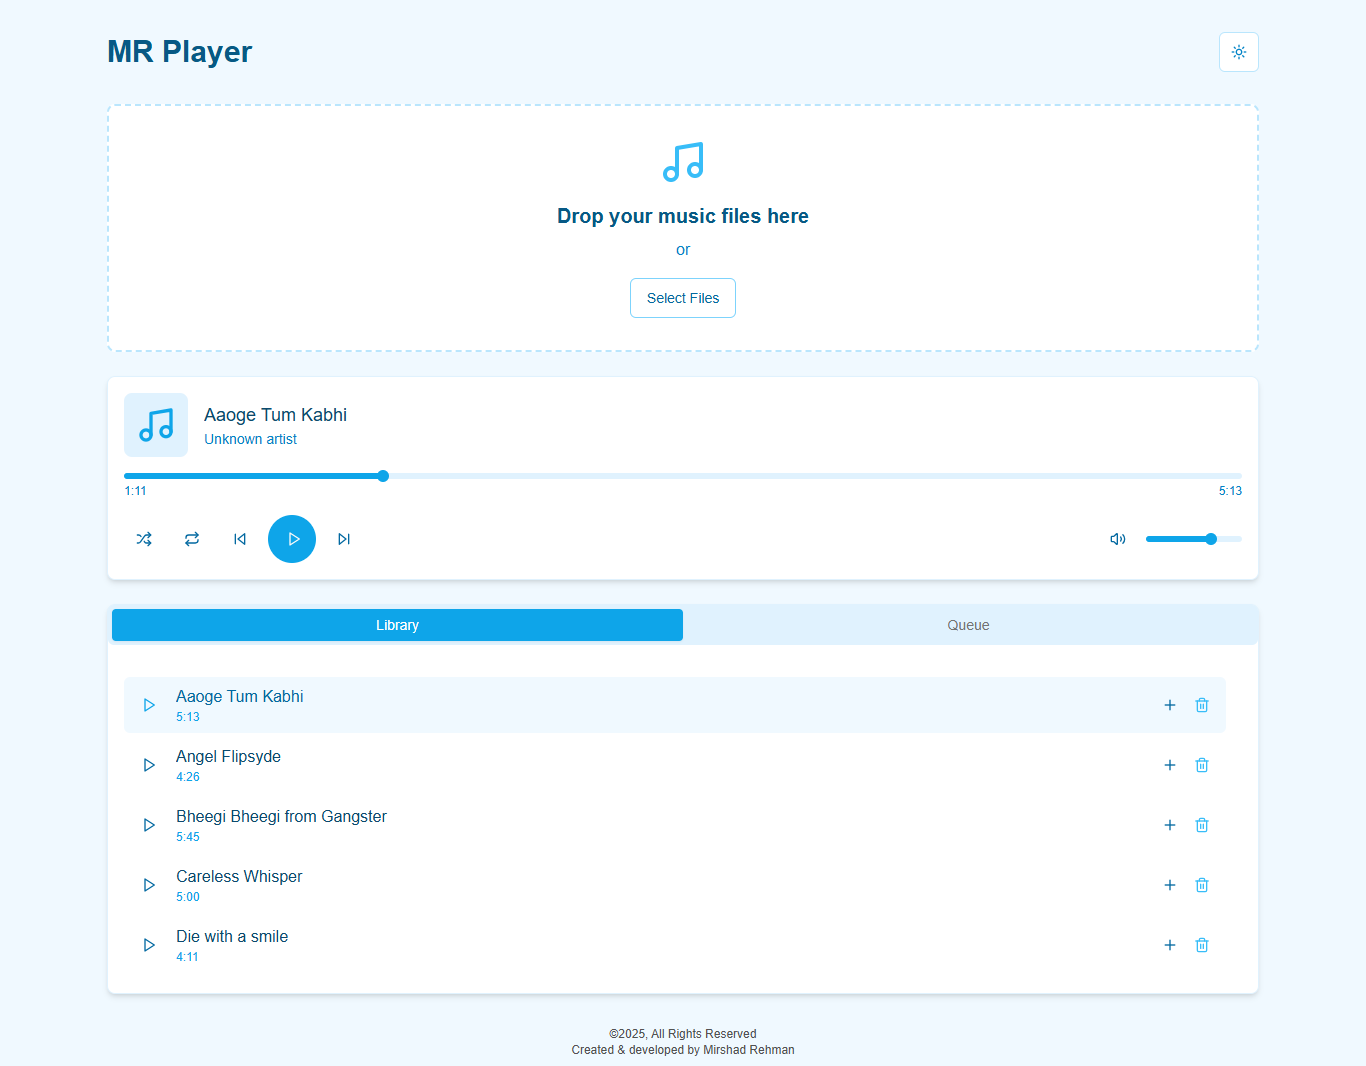 MR Player
Drop your music files here
or
Select Files
Aaoge Tum Kabhi
Unknown artist
1:11 5:13
Library Queue
Aaoge Tum Kabhi
5:13
Angel Flipsyde
4:26
Bheegi Bheegi from Gangster
5:45
Careless Whisper
5:00
Die with a smile
4:11
©2025, All Rights Reserved
Created & developed by Mirshad Rehman